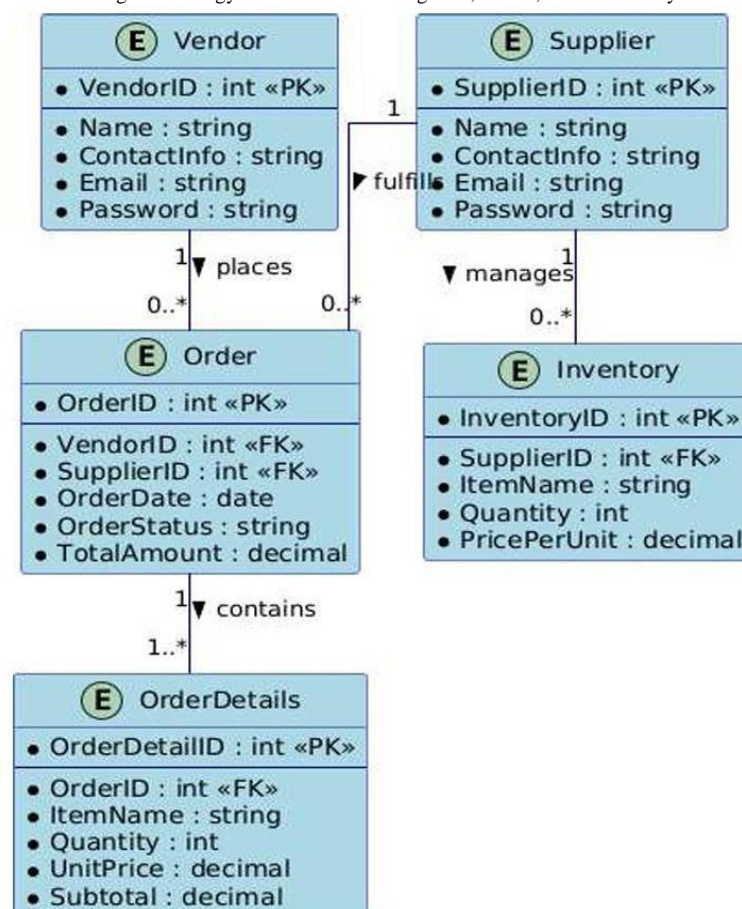 E Vendor
VendorID : int «PK»
Name : string
ContactInfo : string
Email : string
Password : string
E Supplier
SupplierID : int «PK»
Name : string
ContactInfo : string
Email : string
Password : string
1
fulfills
0..*
1
places
0..*
1
manages
0..*
E Order
OrderID : int «PK»
VendorID : int «FK»
SupplierID : int «FK»
OrderDate : date
OrderStatus : string
TotalAmount : decimal
E Inventory
InventoryID : int «PK»
SupplierID : int «FK»
ItemName : string
Quantity : int
PricePerUnit : decimal
1
contains
1..*
E OrderDetails
OrderDetailID : int «PK»
OrderID : int «FK»
ItemName : string
Quantity : int
UnitPrice : decimal
Subtotal : decimal